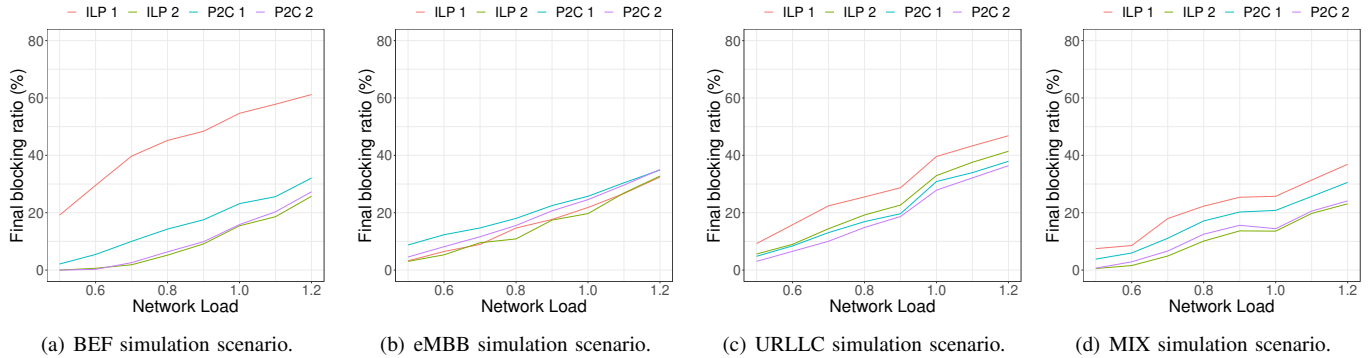 ILP 1 ILP 2 P2C 1 P2C 2
Final blocking ratio (%)
80
60
40
20
0
0.6 0.8 1.0 1.2
Network Load
(a) BEF simulation scenario.
ILP 1 ILP 2 P2C 1 P2C 2
Final blocking ratio (%)
80
60
40
20
0
0.6 0.8 1.0 1.2
Network Load
(b) eMBB simulation scenario.
ILP 1 ILP 2 P2C 1 P2C 2
Final blocking ratio (%)
80
60
40
20
0
0.6 0.8 1.0 1.2
Network Load
(c) URLLC simulation scenario.
ILP 1 ILP 2 P2C 1 P2C 2
Final blocking ratio (%)
80
60
40
20
0
0.6 0.8 1.0 1.2
Network Load
(d) MIX simulation scenario.